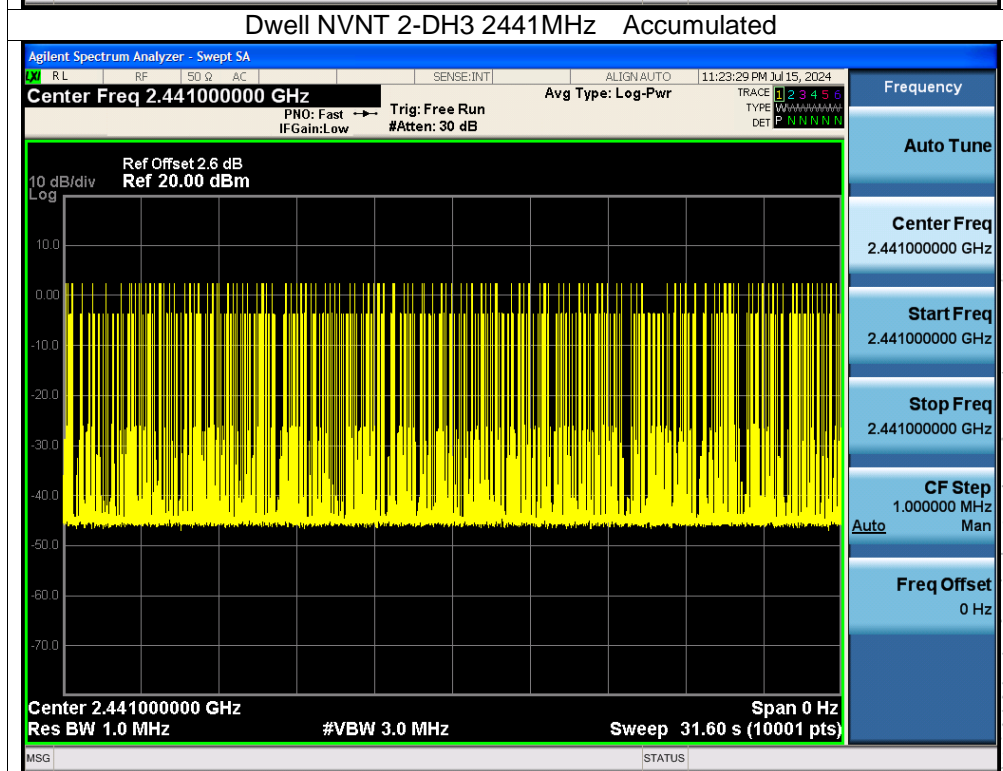 Dwell NVNT 2-DH3 2441MHz Accumulated
Agilent Spectrum Analyzer - Swept SA
LXI RL RF 50 Ω AC SENSE:INT ALIGN AUTO 11:23:29 PM Jul 15, 2024
Center Freq 2.441000000 GHz
PNO: Fast
IFGain:Low
Trig: Free Run
#Atten: 30 dB
Avg Type: Log-Pwr
TRACE 1 2 3 4 5 6
TYPE WWWWWW
DET P N N N N N
Ref Offset 2.6 dB
10 dB/div Ref 20.00 dBm
Log
10.0
0.00
-10.0
-20.0
-30.0
-40.0
-50.0
-60.0
-70.0
Center 2.441000000 GHz Span 0 Hz
Res BW 1.0 MHz #VBW 3.0 MHz Sweep 31.60 s (10001 pts)
MSG STATUS
Frequency
Auto Tune
Center Freq
2.441000000 GHz
Start Freq
2.441000000 GHz
Stop Freq
2.441000000 GHz
CF Step
1.000000 MHz
Auto Man
Freq Offset
0 Hz